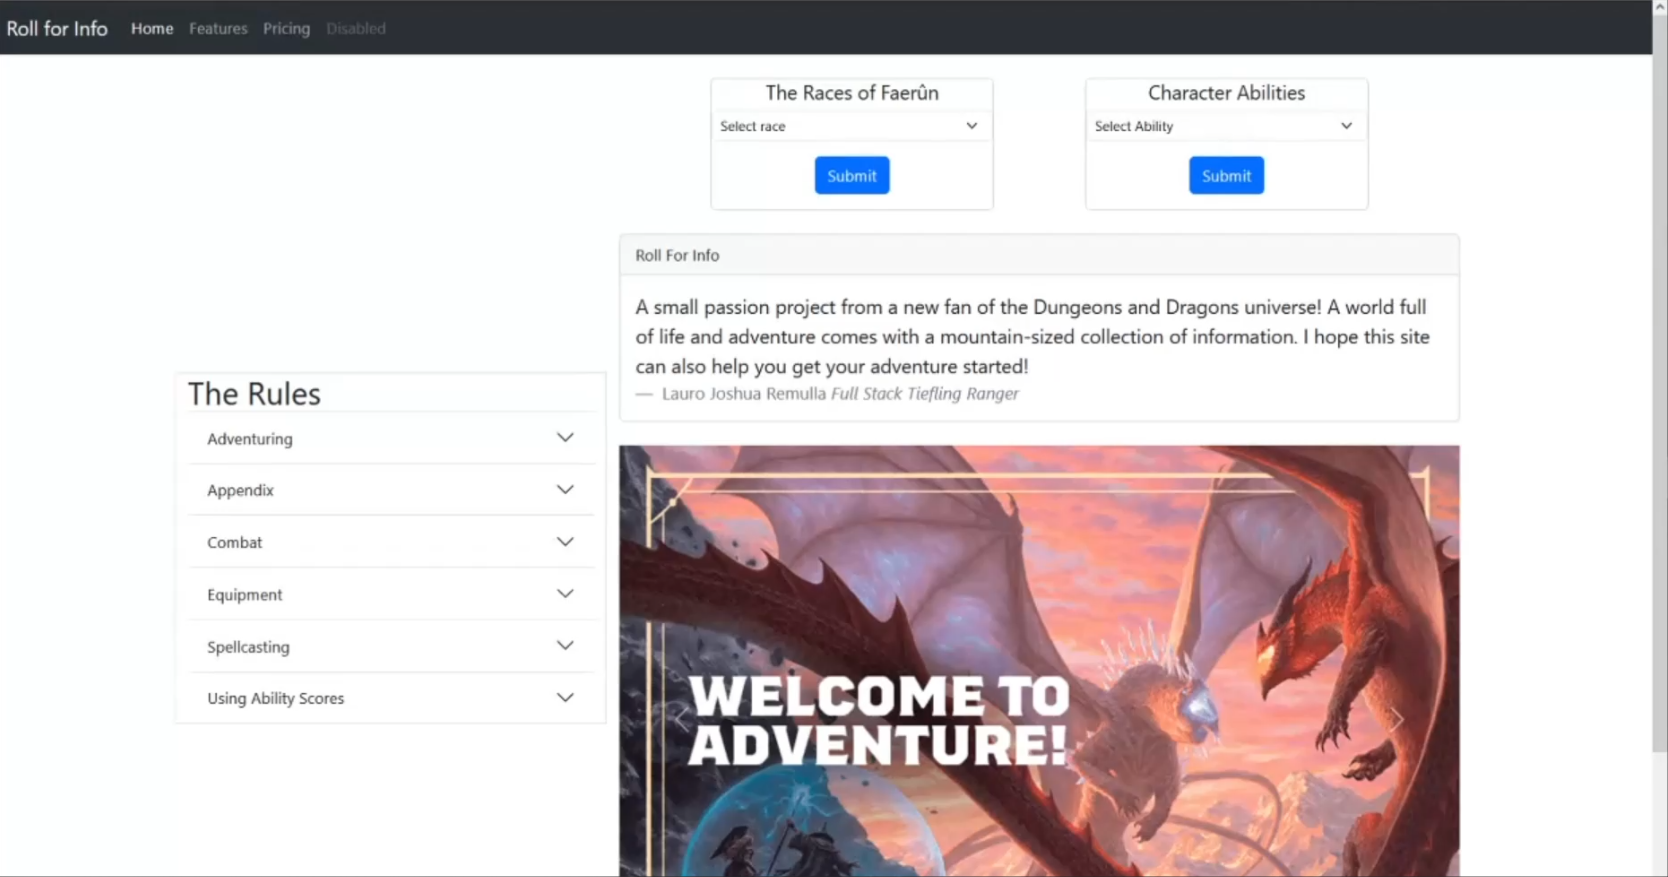 Roll for Info Home Features Pricing Disabled
The Races of Faerûn
Select race
Submit
Character Abilities
Select Ability
Submit
Roll For Info
A small passion project from a new fan of the Dungeons and Dragons universe! A world full
of life and adventure comes with a mountain-sized collection of information. I hope this site
can also help you get your adventure started!
— Lauro Joshua Remulla Full Stack Tiefling Ranger
The Rules
Adventuring
Appendix
Combat
Equipment
Spellcasting
Using Ability Scores
WELCOME TO
ADVENTURE!